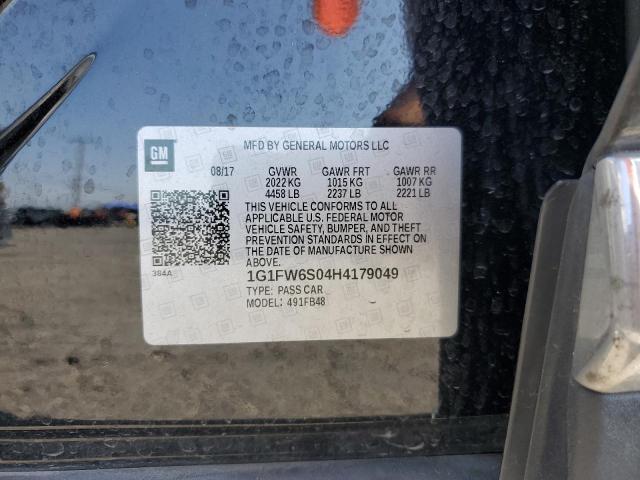 GM
MFD BY GENERAL MOTORS LLC
08/17 GVWR GAWR FRT GAWR RR
2022 KG 1015 KG 1007 KG
4458 LB 2237 LB 2221 LB
THIS VEHICLE CONFORMS TO ALL
APPLICABLE U.S. FEDERAL MOTOR
VEHICLE SAFETY, BUMPER, AND THEFT
PREVENTION STANDARDS IN EFFECT ON
THE DATE OF MANUFACTURE SHOWN
ABOVE.
384A
1G1FW6S04H4179049
TYPE: PASS CAR
MODEL: 491FB48